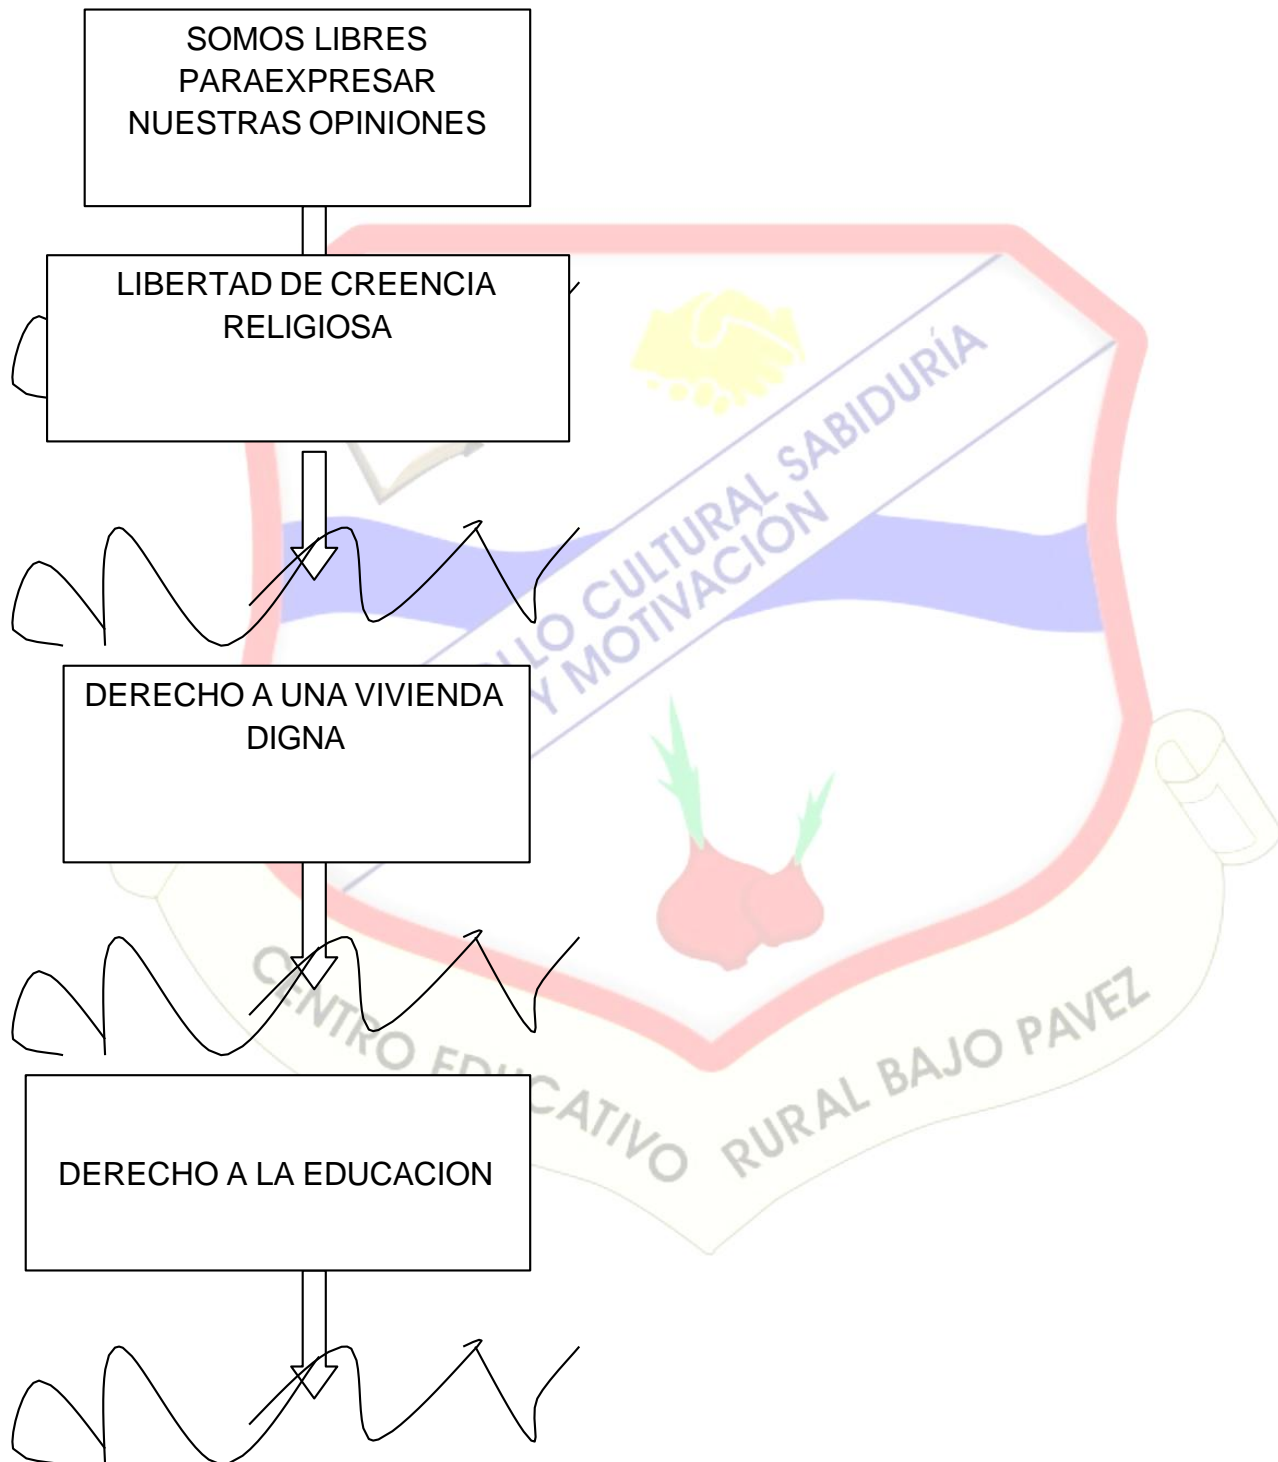 SOMOS LIBRES
PARAEXPRESAR
NUESTRAS OPINIONES
LIBERTAD DE CREENCIA
RELIGIOSA
DERECHO A UNA VIVIENDA
DIGNA
DERECHO A LA EDUCACION
CULTURAL SABIDURÍA
Y MOTIVACIÓN
CENTRO EDUCATIVO RURAL BAJO PAVEZ